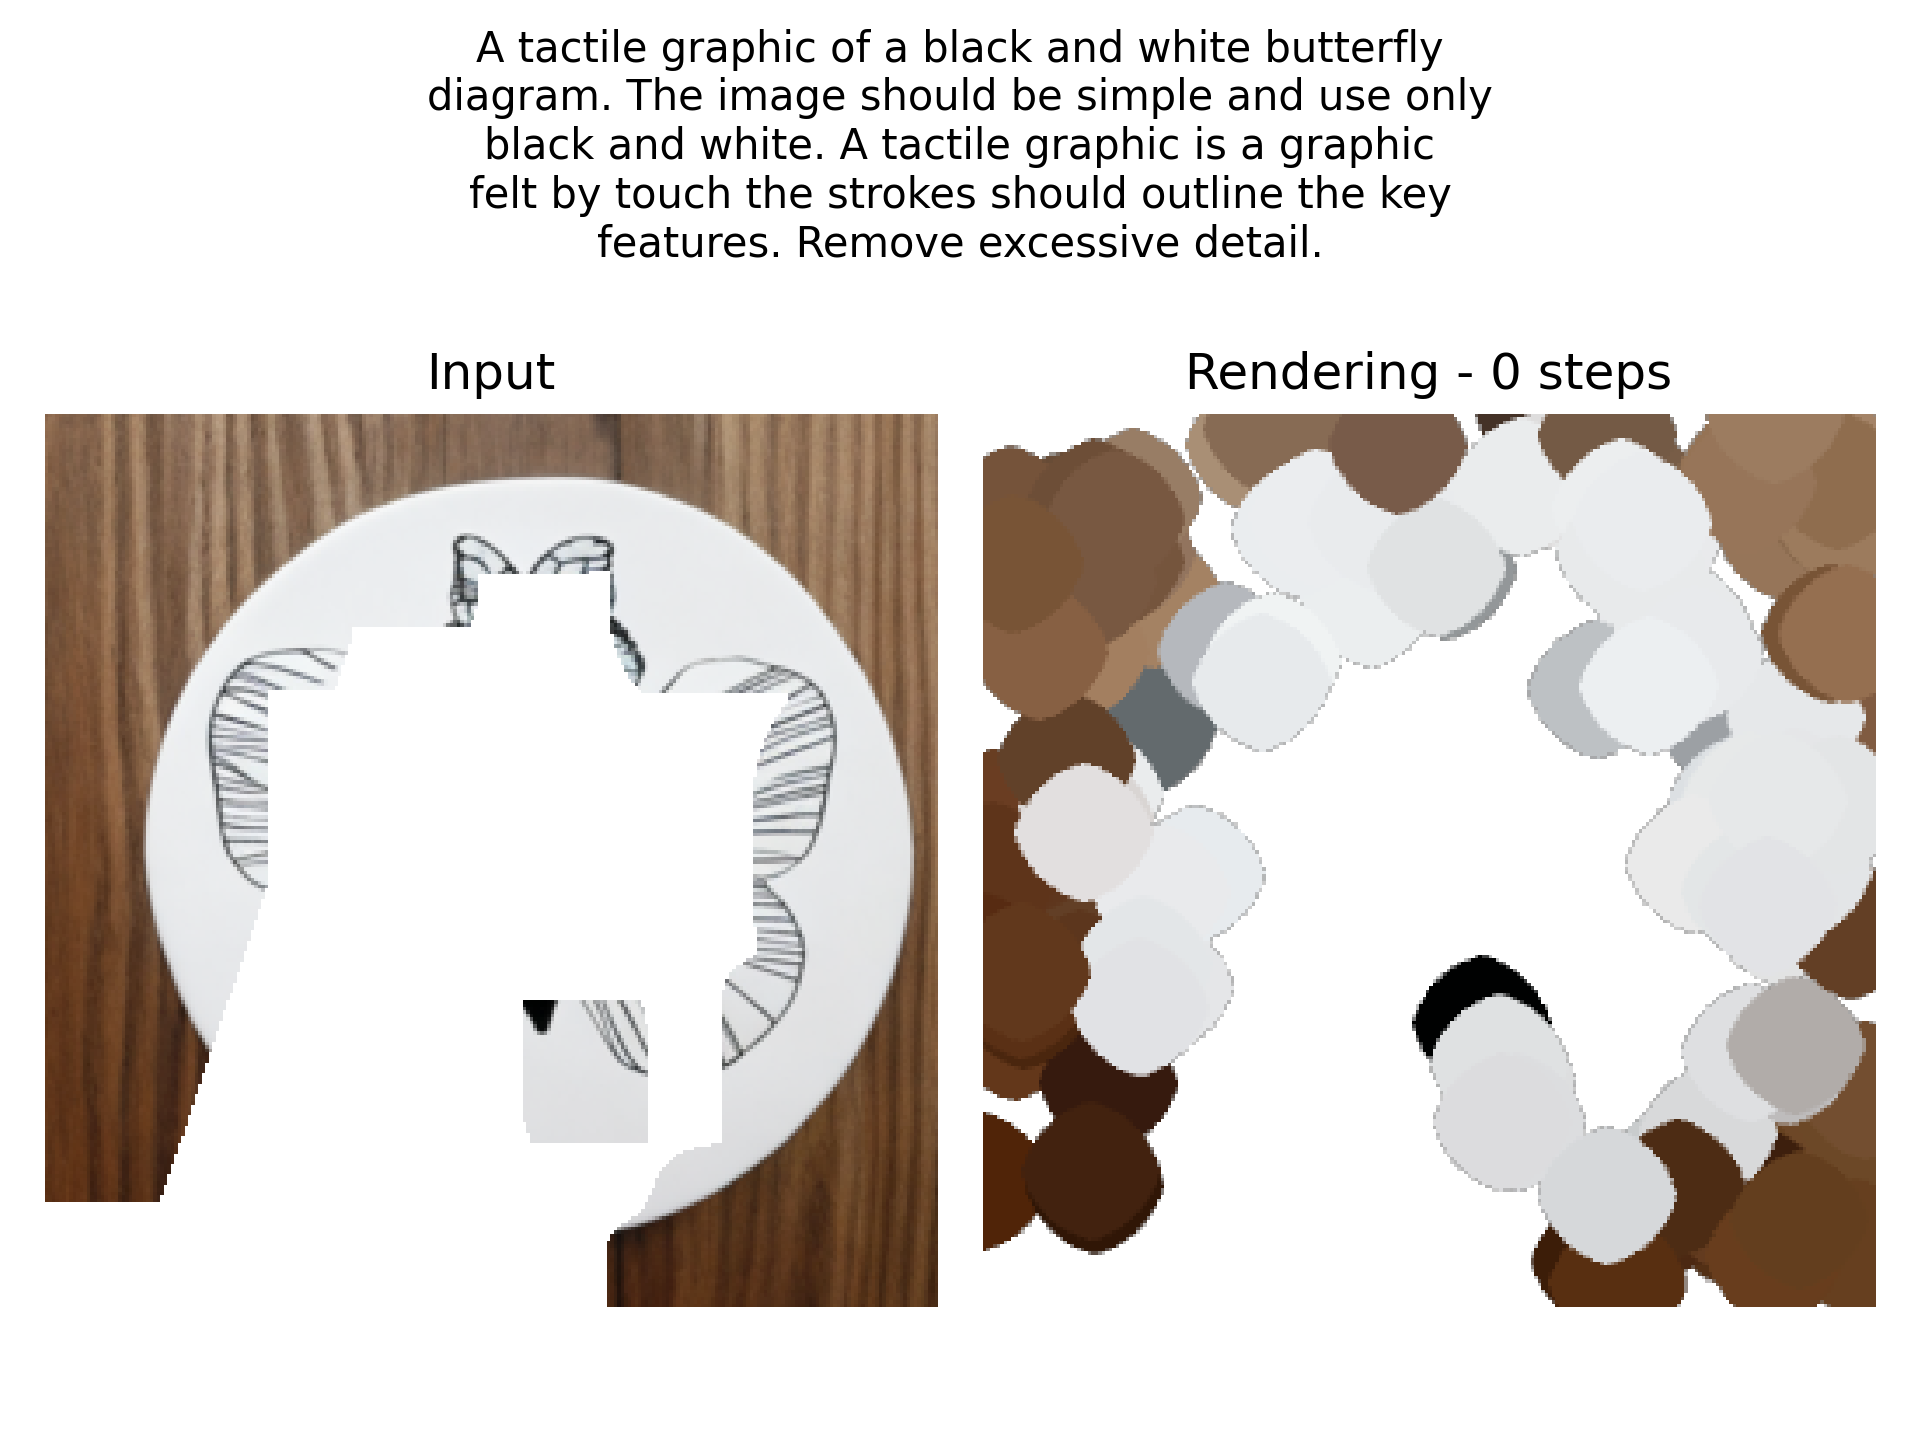 A tactile graphic of a black and white butterfly
diagram. The image should be simple and use only
black and white. A tactile graphic is a graphic
felt by touch the strokes should outline the key
features. Remove excessive detail.
Input
Rendering - 0 steps